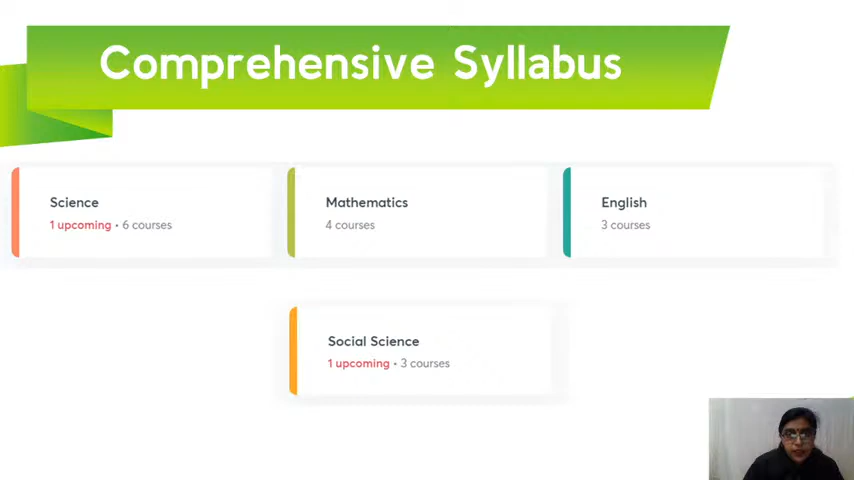 Comprehensive Syllabus
Science
1 upcoming • 6 courses
Mathematics
4 courses
English
3 courses
Social Science
1 upcoming • 3 courses